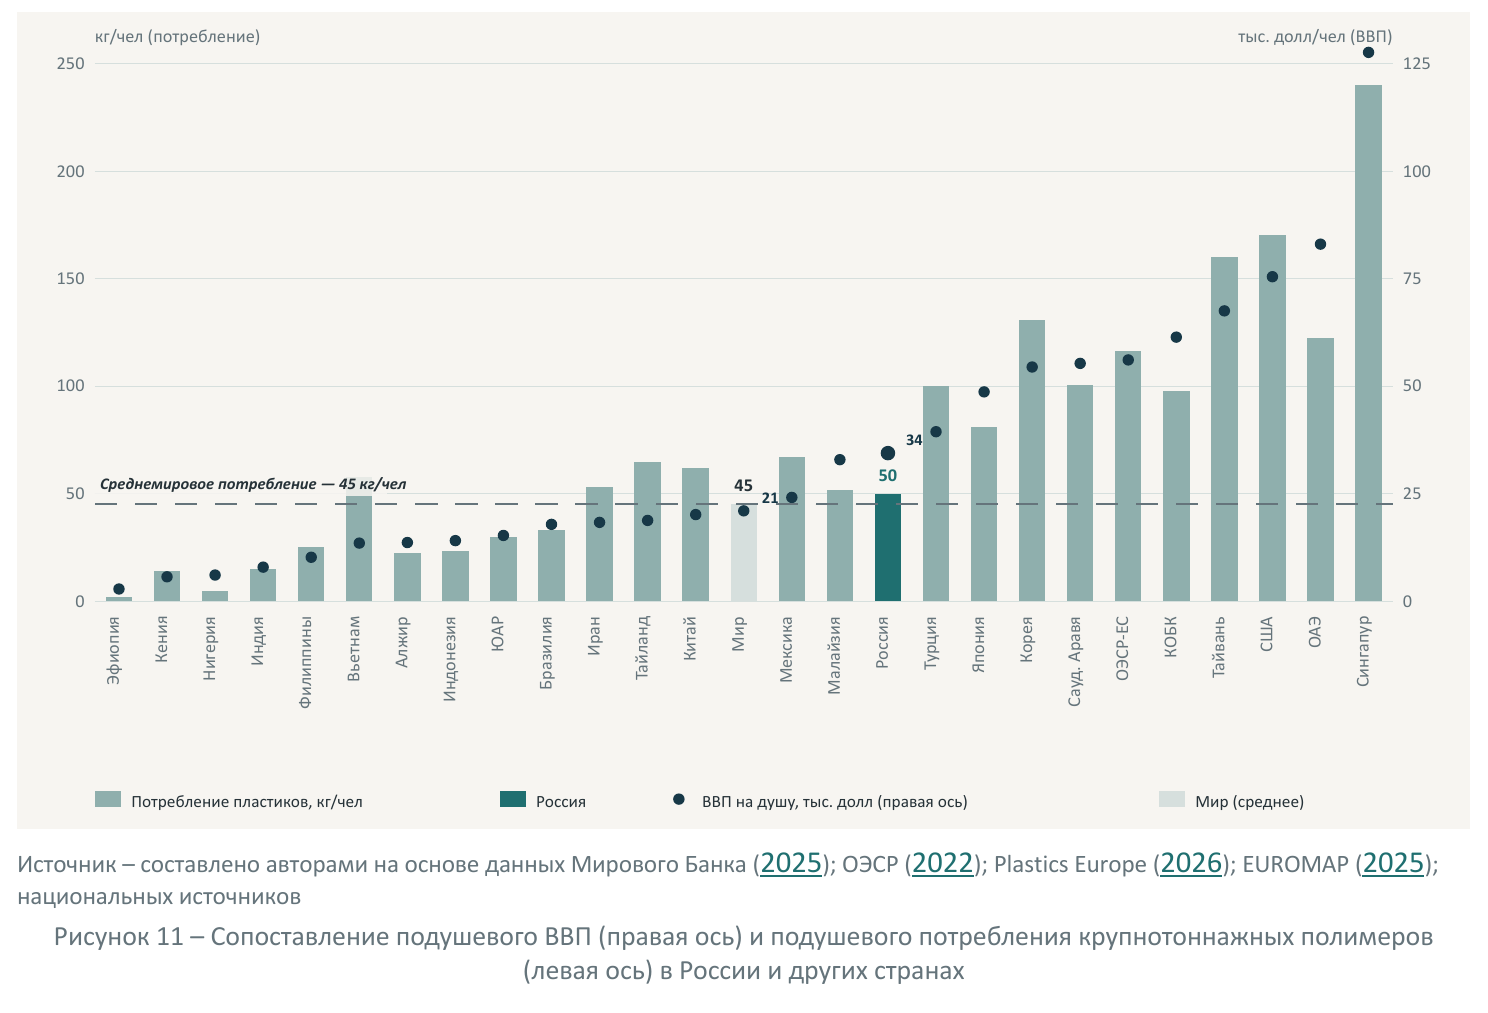 кг/чел (потребление)
тыс. долл/чел (ВВП)
250
125
200
100
150
75
100
50
50
25
0
0
Среднемировое потребление — 45 кг/чел
45
21
50
34
Эфиопия
Кения
Нигерия
Индия
Филиппины
Вьетнам
Алжир
Индонезия
ЮАР
Бразилия
Иран
Тайланд
Китай
Мир
Мексика
Малайзия
Россия
Турция
Япония
Корея
Сауд. Аравя
ОЭСР-ЕС
КОБК
Тайвань
США
ОАЭ
Сингапур
Потребление пластиков, кг/чел
Россия
ВВП на душу, тыс. долл (правая ось)
Мир (среднее)
Источник – составлено авторами на основе данных Мирового Банка (2025); ОЭСР (2022); Plastics Europe (2026); EUROMAP (2025);
национальных источников
Рисунок 11 – Сопоставление подушевого ВВП (правая ось) и подушевого потребления крупнотоннажных полимеров
(левая ось) в России и других странах